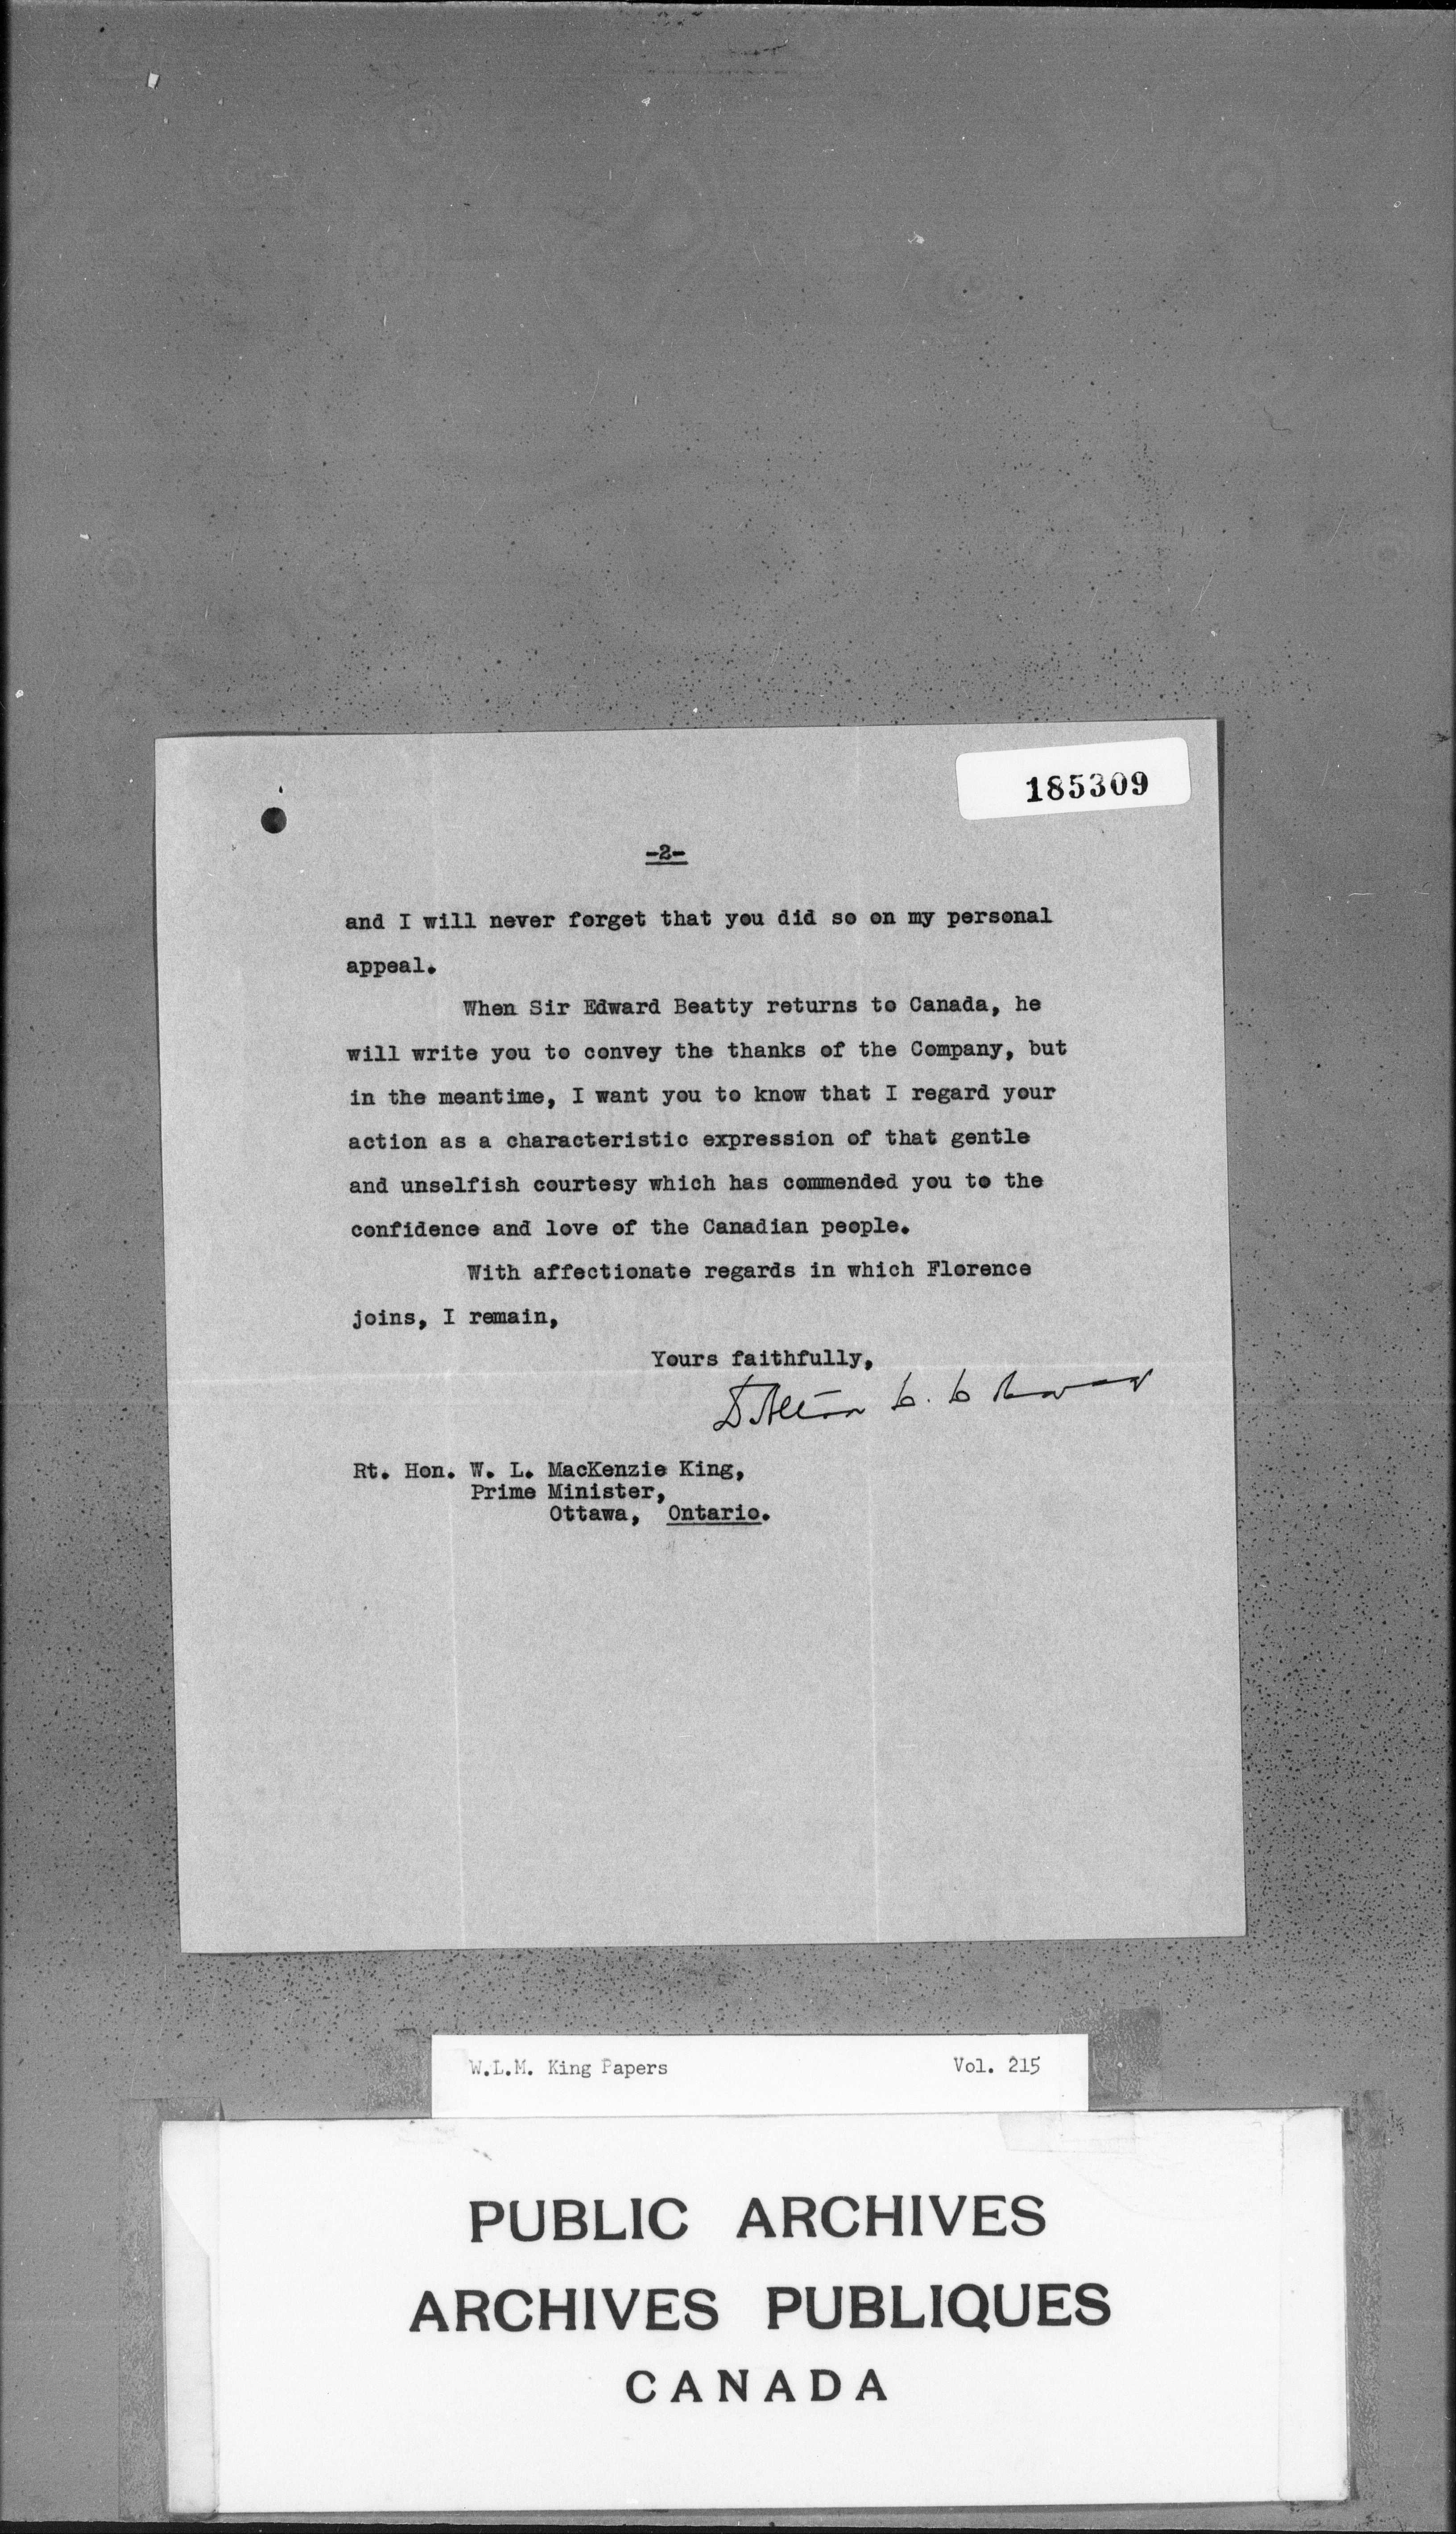 185309
-2-
and I will never forget that you did so on my personal
appeal.
When Sir Edward Beatty returns to Canada, he
will write you to convey the thanks of the Company, but
in the meantime, I want you to know that I regard your
action as a characteristic expression of that gentle
and unselfish courtesy which has commended you to the
confidence and love of the Canadian people.
With affectionate regards in which Florence
joins, I remain,
Yours faithfully,
Rt. Hon. W. L. MacKenzie King,
Prime Minister,
Ottawa, Ontario.
W.L.M. King Papers Vol. 215
PUBLIC ARCHIVES
ARCHIVES PUBLIQUES
CANADA